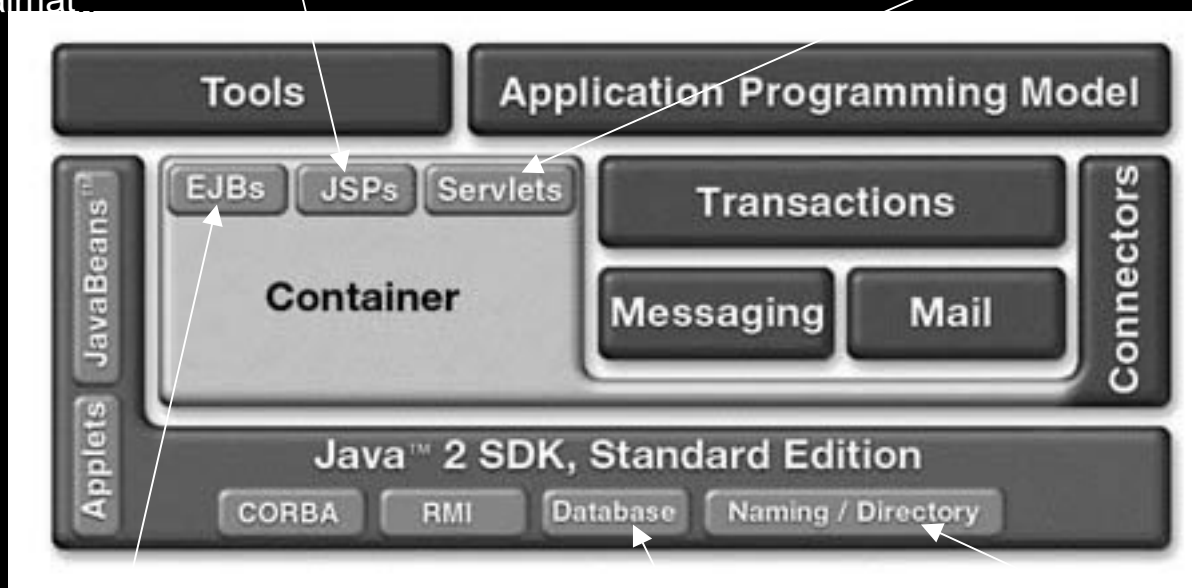 Tools
Application Programming Model
EJBs
JSPs
Servlets
Transactions
Connectors
JavaBeans™
Container
Messaging
Mail
Applets
Java™ 2 SDK, Standard Edition
CORBA
RMI
Database
Naming / Directory